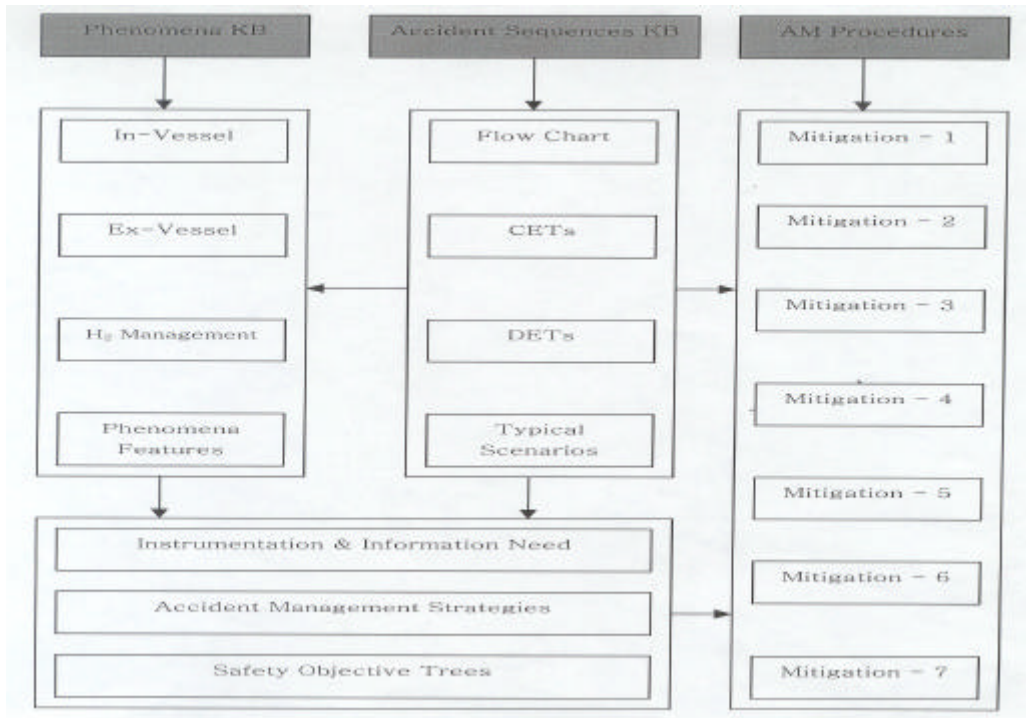 Phenomena KB
Accident Sequences KB
AM Procedures
In-Vessel
Ex-Vessel
H₂ Management
Phenomena
Features
Flow Chart
CETs
DETs
Typical
Scenarios
Mitigation - 1
Mitigation - 2
Mitigation - 3
Mitigation - 4
Mitigation - 5
Mitigation - 6
Mitigation - 7
Instrumentation & Information Need
Accident Management Strategies
Safety Objective Trees